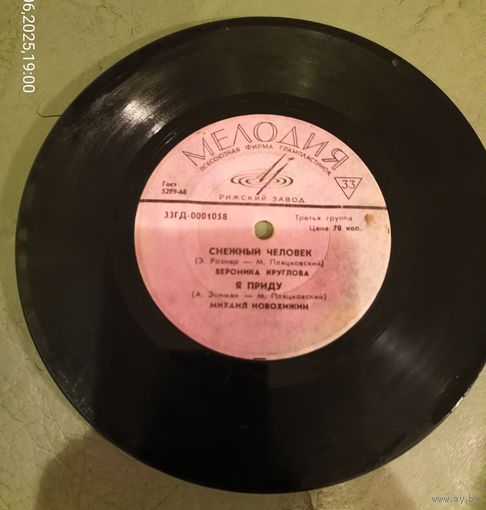 06,2025,19:00
МЕЛОДИЯ
ВСЕСОЮЗНАЯ ФИРМА ГРАМПЛАСТИНОК
33
Гост
5289-68
РИЖСКИЙ ЗАВОД
33ГД-0001058
Третья группа
Цена 70 коп.
СНЕЖНЫЙ ЧЕЛОВЕК
(Э. Рознер — М. Пляцковский)
ВЕРОНИКА КРУГЛОВА
Я ПРИДУ
(А. Эскман — М. Пляцковский)
МИХАИЛ НОВОХИЖИН
www.ay.by